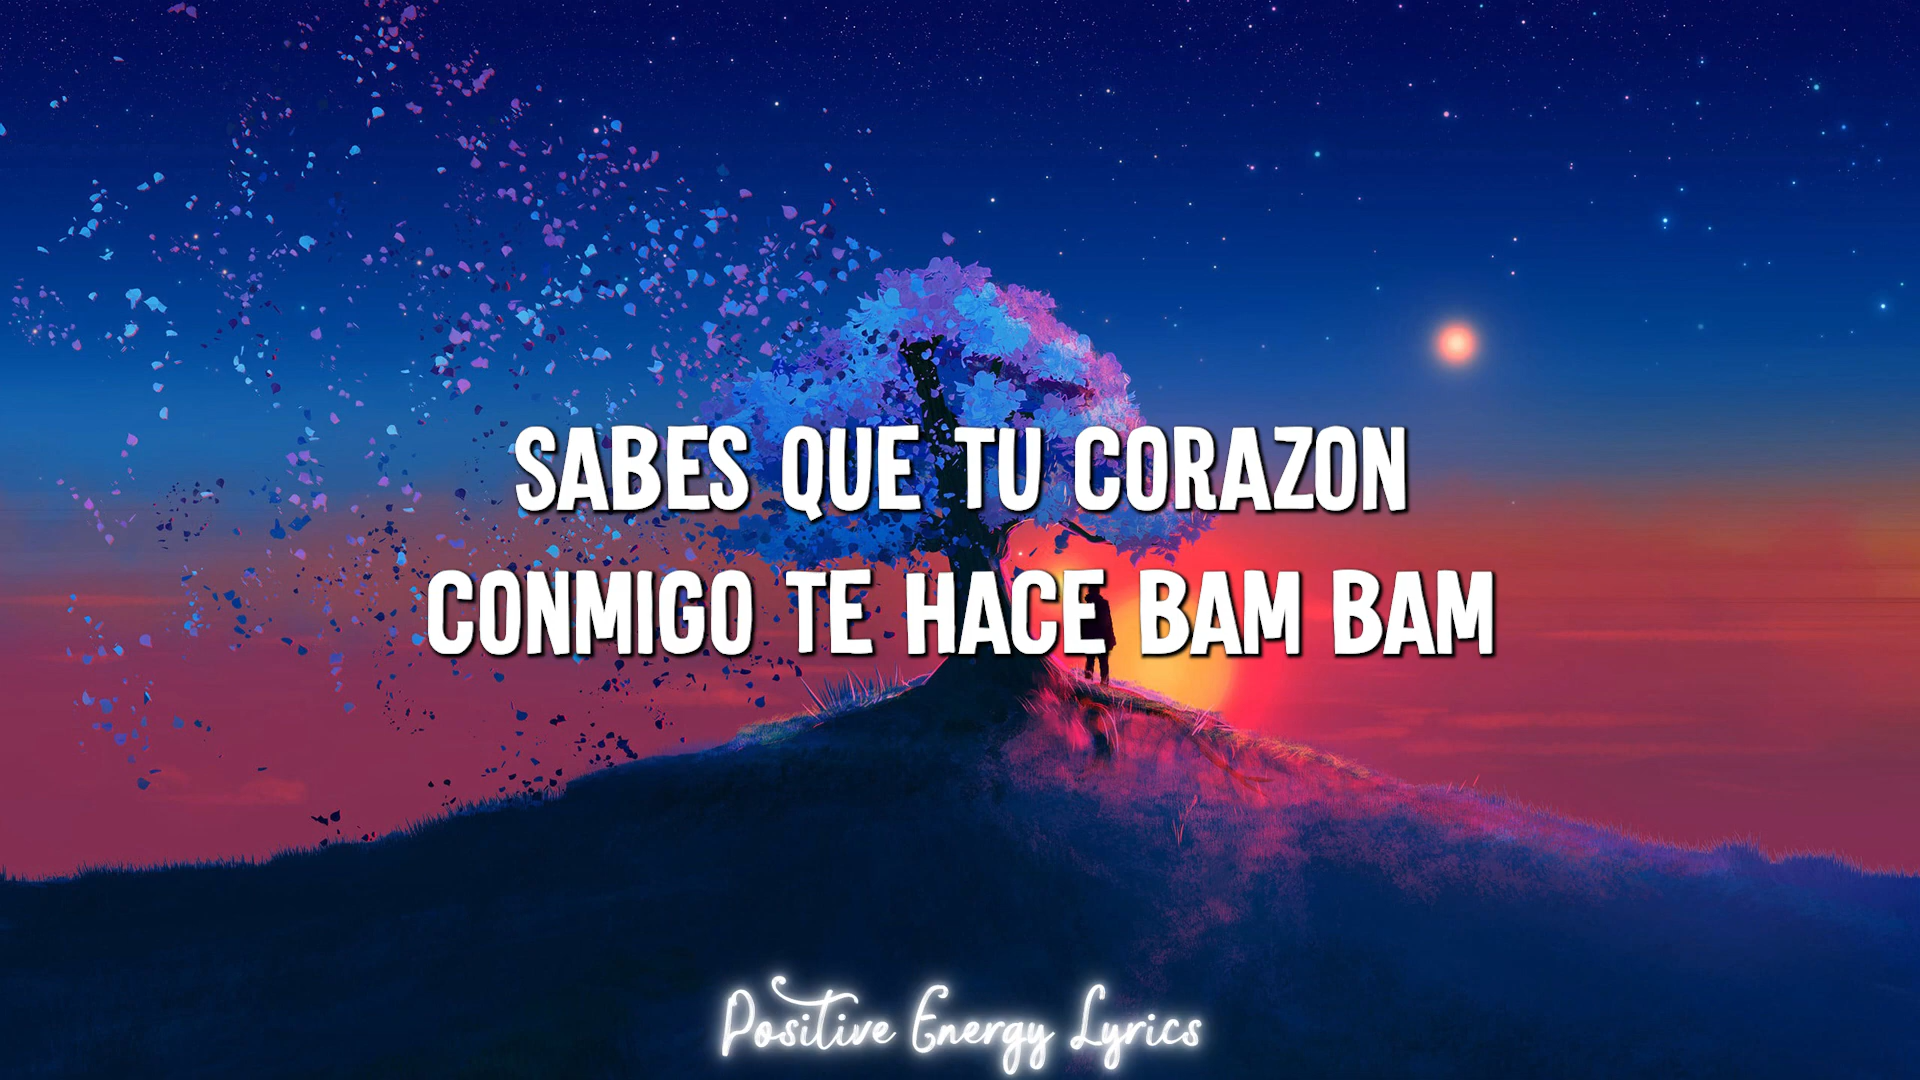 SABES QUE TU CORAZON
CONMIGO TE HACE BAM BAM
Positive Energy Lyrics